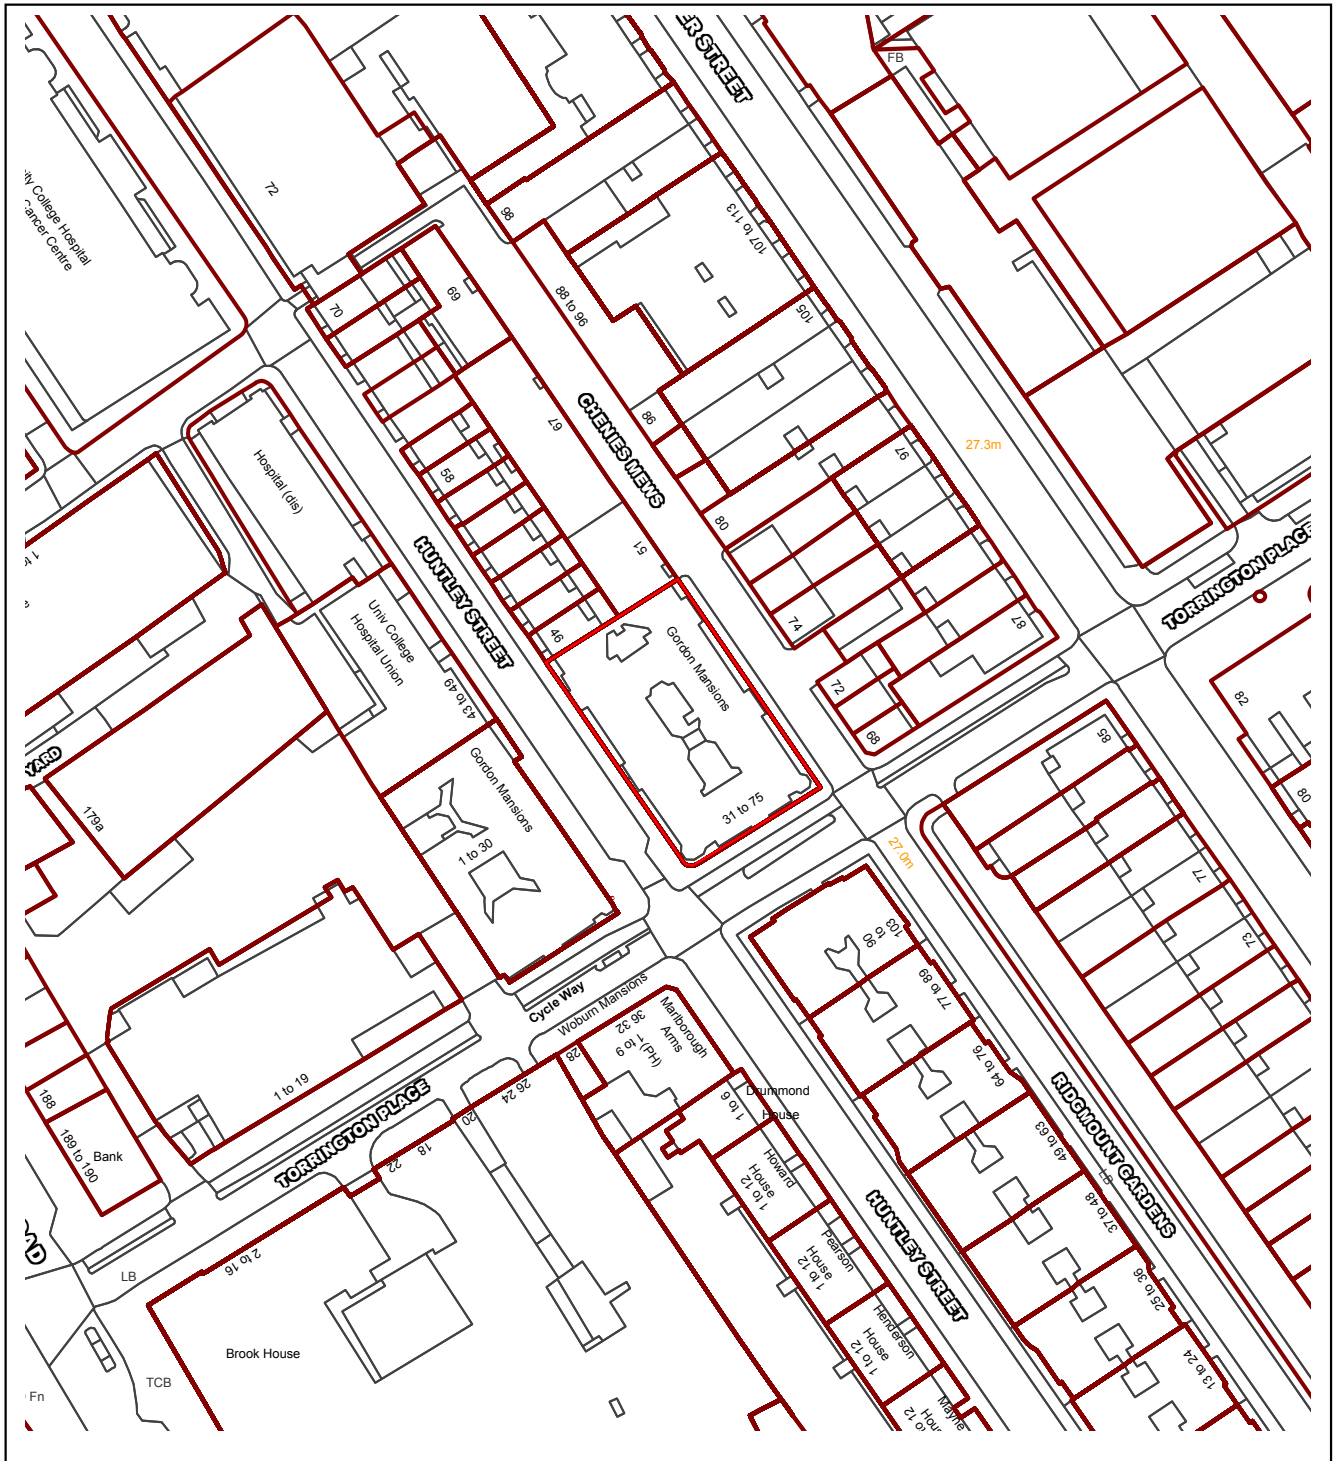 ER STREET
FB
72
ity College Hospital
Cancer Centre
98
107 to 113
70
69
88 to 96
105
CHENIES MEWS
67
86
97
27.3m
58
Hospital (dis)
80
51
HUNTLEY STREET
TORRINGTON PLACE
Univ College
Hospital Union
46
Gordon Mansions
74
87
43 to 49
72
68
82
YARD
179a
Gordon Mansions
31 to 75
85
80
1 to 30
27.0m
77
73
90
to
103
77 to 89
Cycle Way
Woburn Mansions
36 32
1 to 9
(PH)
Marlborough
Arms
28
64 to 76
188
189 to 190
Bank
1 to 19
TORRINGTON PLACE
26 24
20
18
22
1 to 6
Drummond
House
RIDGMOUNT GARDENS
49 to 63
Howard
House
1 to 12
37 to 48
HUNTLEY STREET
OAD
LB
2 to 16
Pearson
House
1 to 12
25 to 36
Henderson
House
1 to 12
13 to 24
Brook House
TCB
Fn
Mayne
Hou
1 to 12